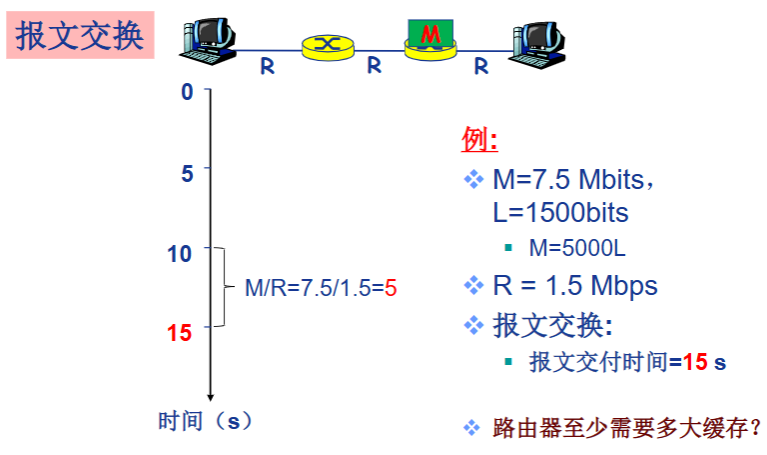 报文交换
M
R
R
R
0
5
10
15
M/R=7.5/1.5=5
时间（s）
例:
M=7.5 Mbits，
L=1500bits
M=5000L
R = 1.5 Mbps
报文交换:
报文交付时间=15 s
路由器至少需要多大缓存？